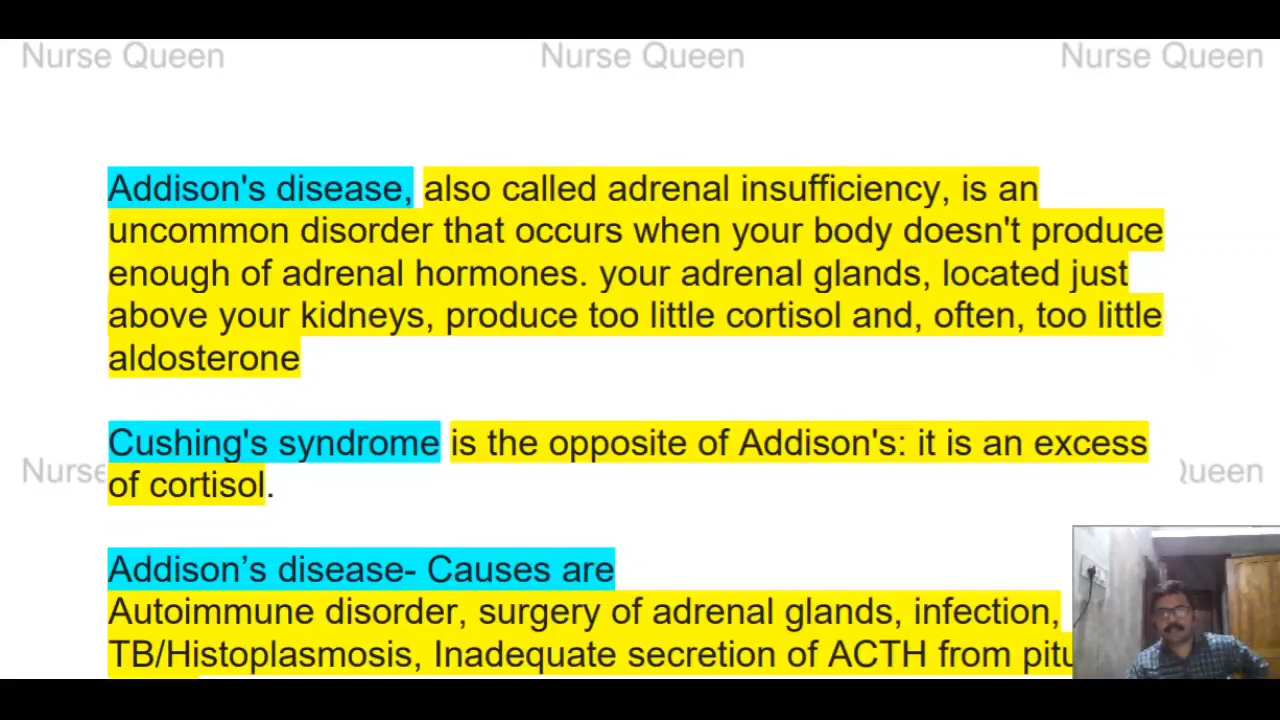 Nurse Queen Nurse Queen Nurse Queen
Addison's disease, also called adrenal insufficiency, is an
uncommon disorder that occurs when your body doesn't produce
enough of adrenal hormones. your adrenal glands, located just
above your kidneys, produce too little cortisol and, often, too little
aldosterone
Cushing's syndrome is the opposite of Addison's: it is an excess
Nurse Queen
of cortisol.
Addison’s disease- Causes are
Autoimmune disorder, surgery of adrenal glands, infection,
TB/Histoplasmosis, Inadequate secretion of ACTH from